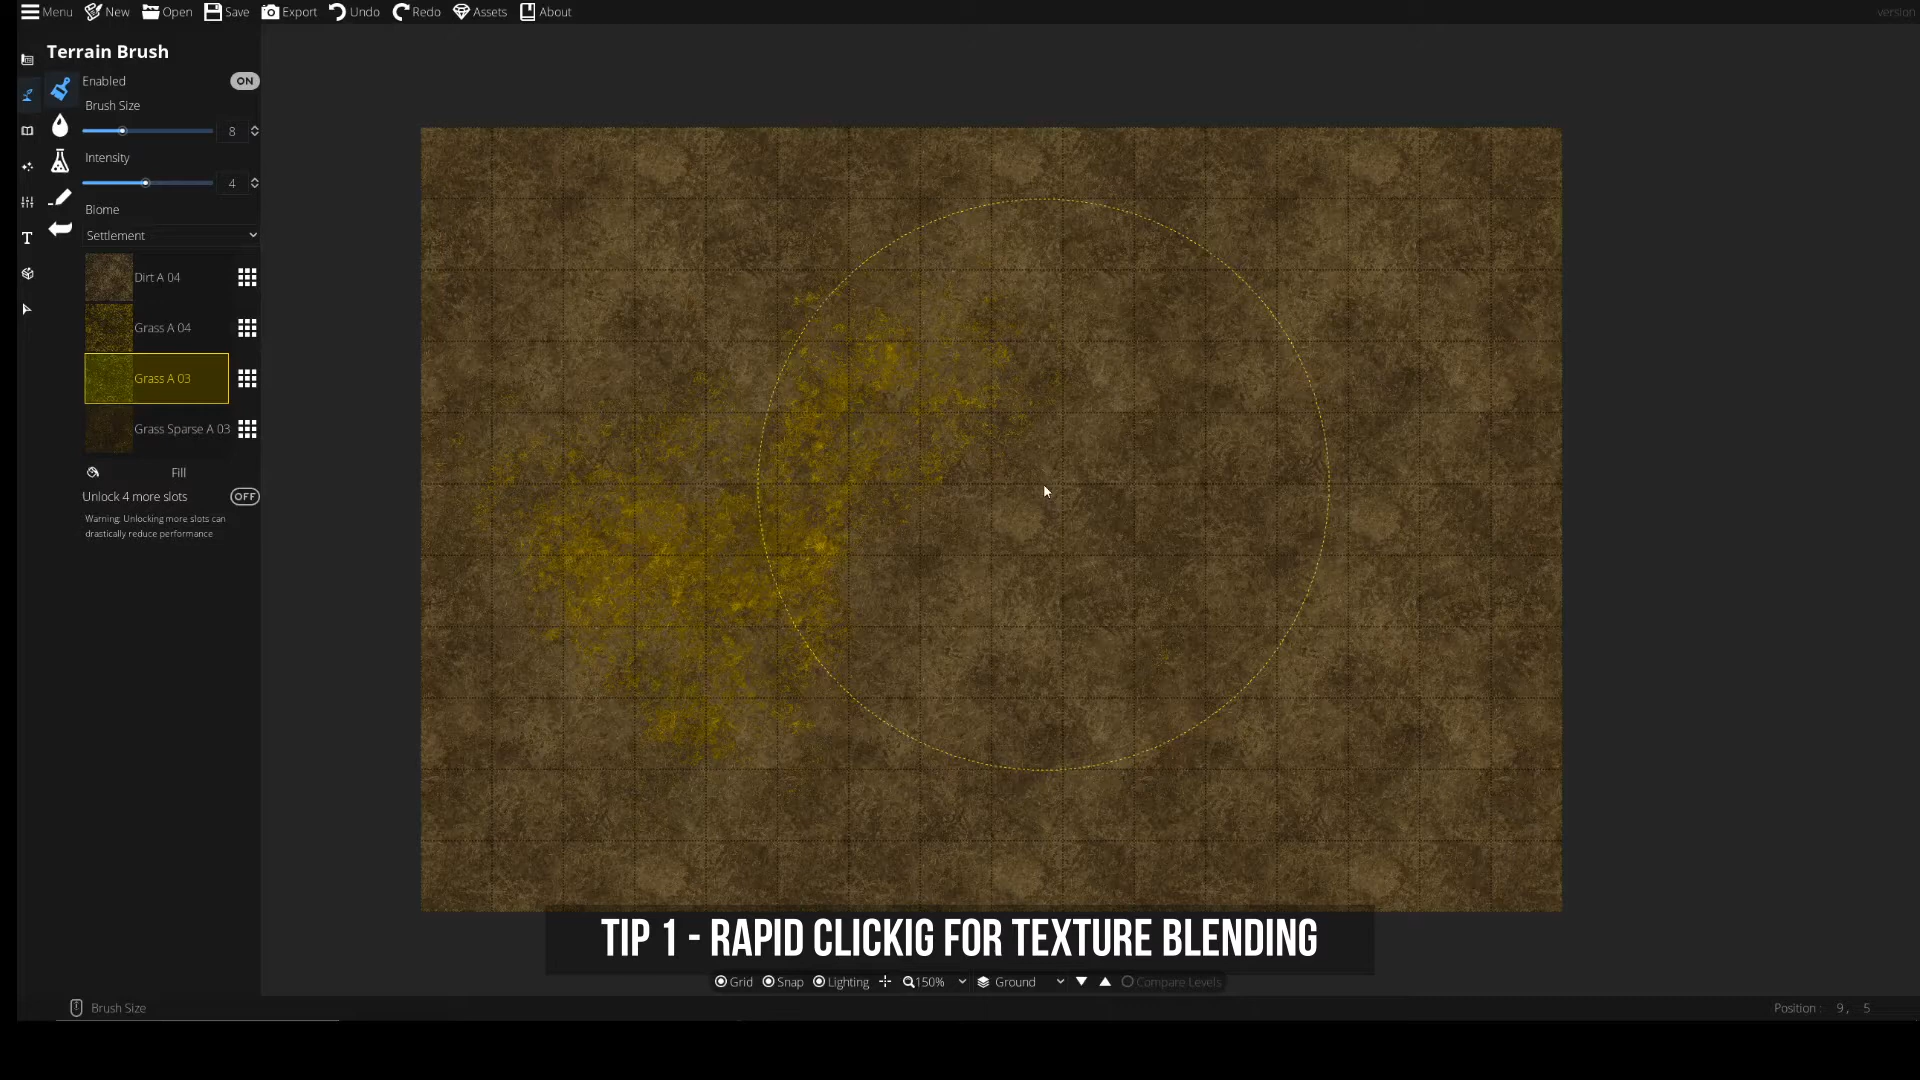 Menu New Open Save Export Undo Redo Assets About version
Terrain Brush
Enabled ON
Brush Size
8
Intensity
4
Biome
Settlement
Dirt A 04
Grass A 04
Grass A 03
Grass Sparse A 03
Fill
Unlock 4 more slots OFF
Warning: Unlocking more slots can
drastically reduce performance
TIP 1 - RAPID CLICKIG FOR TEXTURE BLENDING
Grid Snap Lighting 150% Ground Compare Levels
Brush Size Position : 9, 5